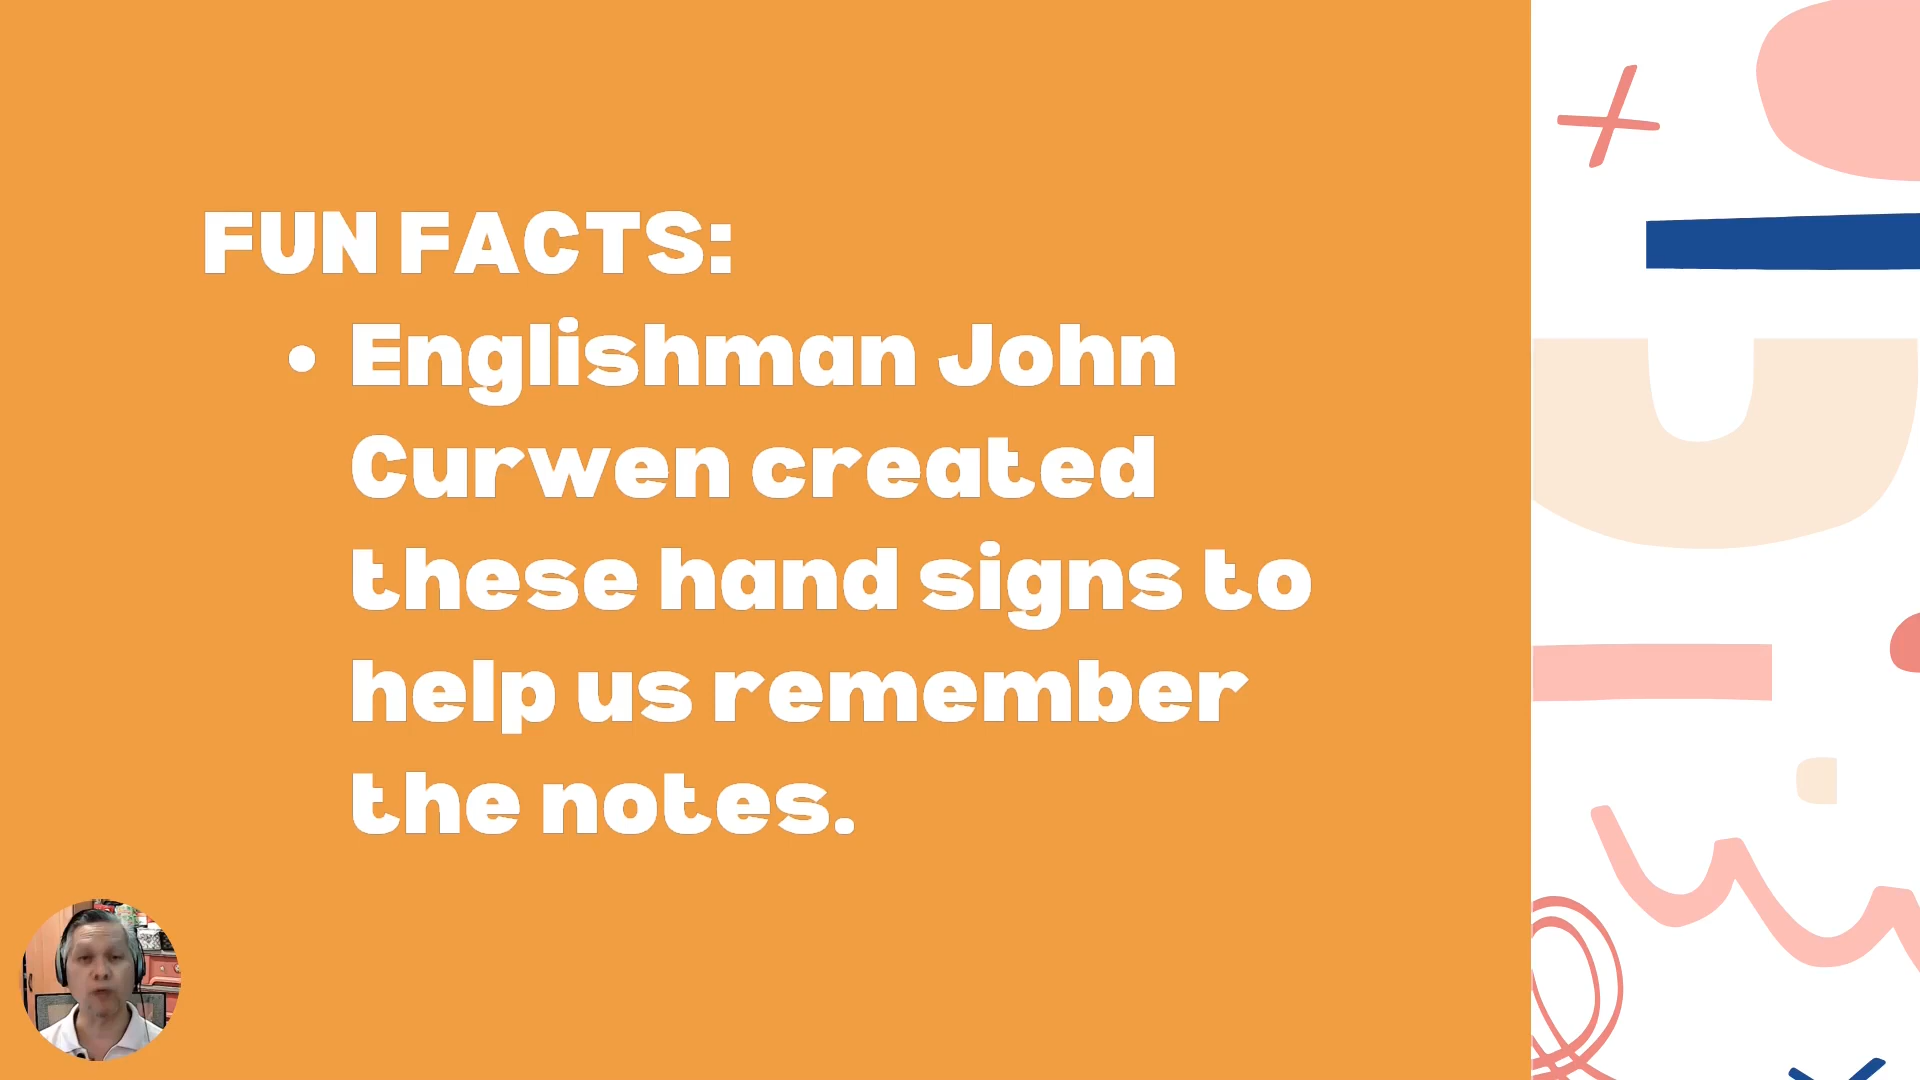 FUN FACTS:
• Englishman John
Curwen created
these hand signs to
help us remember
the notes.